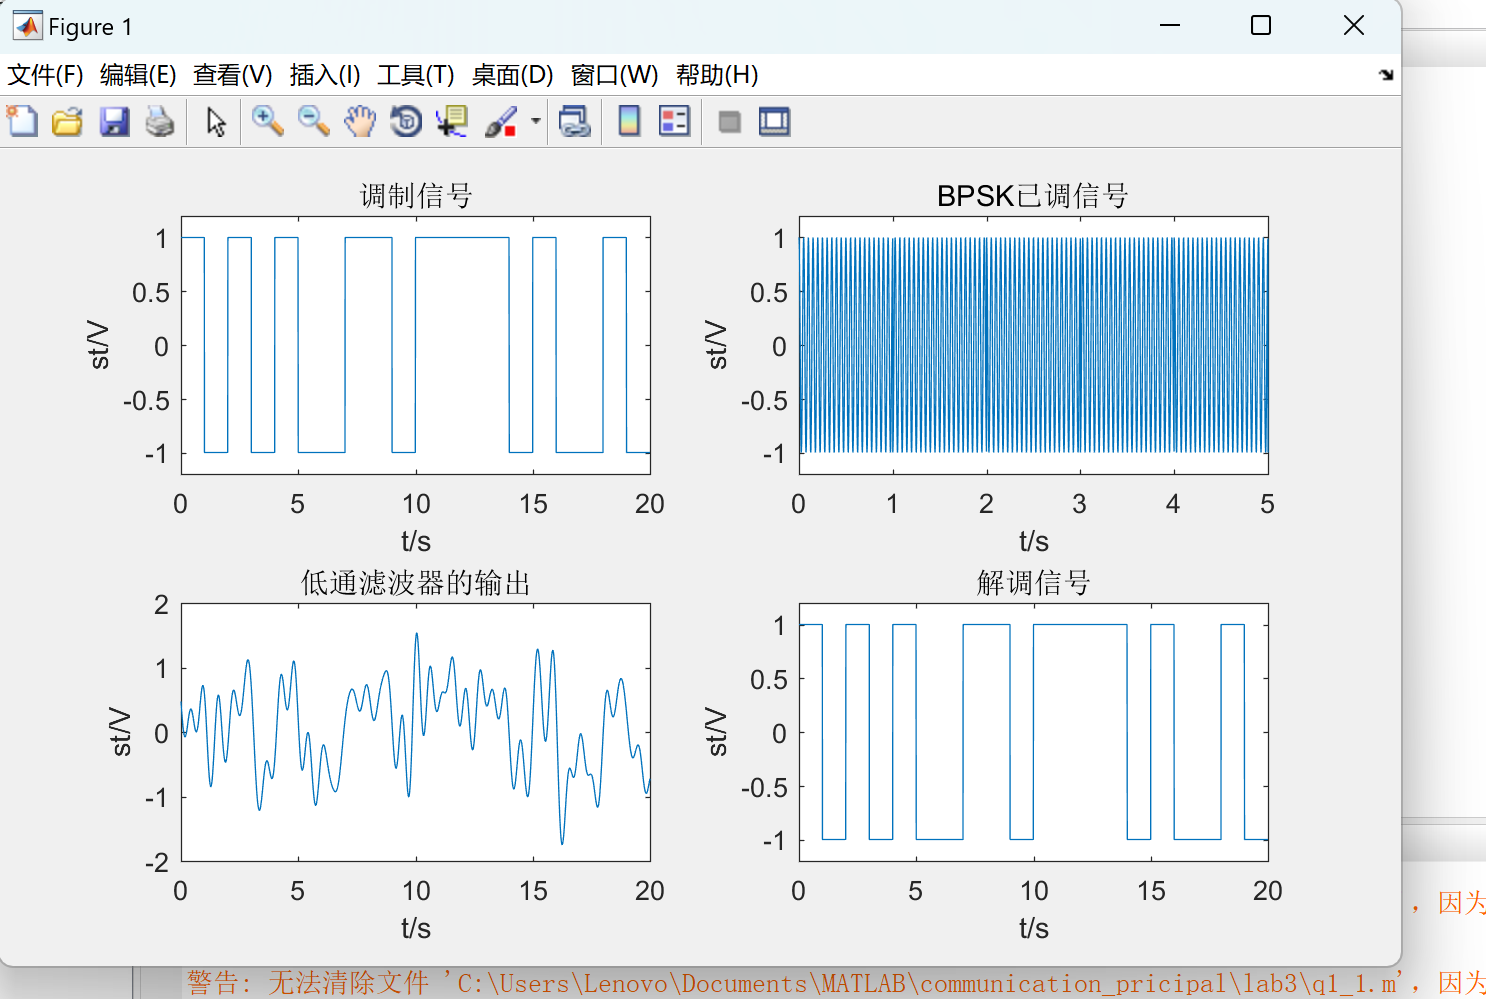 Figure 1
文件(F) 编辑(E) 查看(V) 插入(I) 工具(T) 桌面(D) 窗口(W) 帮助(H)
调制信号
1
0.5
0
-0.5
-1
st/V
0 5 10 15 20
t/s
BPSK已调信号
1
0.5
0
-0.5
-1
st/V
0 1 2 3 4 5
t/s
低通滤波器的输出
2
1
0
-1
-2
st/V
0 5 10 15 20
t/s
解调信号
1
0.5
0
-0.5
-1
st/V
0 5 10 15 20
t/s
，因为
警告: 无法清除文件 'C:\Users\Lenovo\Documents\MATLAB\communication_pricipal\lab3\q1_1.m'，因为